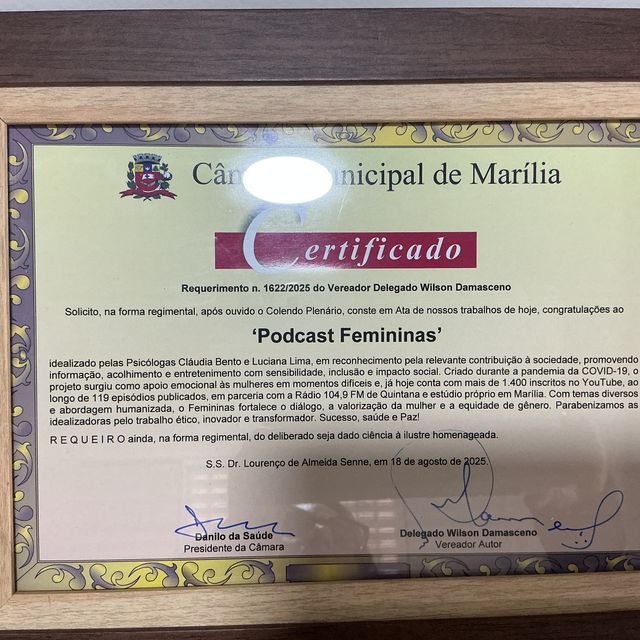 Câ unicipal de Marília
Certificado
Requerimento n. 1622/2025 do Vereador Delegado Wilson Damasceno
Solicito, na forma regimental, após ouvido o Colendo Plenário, conste em Ata de nossos trabalhos de hoje, congratulações ao
‘Podcast Femininas’
idealizado pelas Psicólogas Cláudia Bento e Luciana Lima, em reconhecimento pela relevante contribuição à sociedade, promovendo
informação, acolhimento e entretenimento com sensibilidade, inclusão e impacto social. Criado durante a pandemia da COVID-19, o
projeto surgiu como apoio emocional às mulheres em momentos difíceis e, já hoje conta com mais de 1.400 inscritos no YouTube, ao
longo de 119 episódios publicados, em parceria com a Rádio 104,9 FM de Quintana e estúdio próprio em Marília. Com temas diversos
e abordagem humanizada, o Femininas fortalece o diálogo, a valorização da mulher e a equidade de gênero. Parabenizamos as
idealizadoras pelo trabalho ético, inovador e transformador. Sucesso, saúde e Paz!
R E Q U E I R O ainda, na forma regimental, do deliberado seja dado ciência à ilustre homenageada.
S.S. Dr. Lourenço de Almeida Senne, em 18 de agosto de 2025.
Danilo da Saúde
Presidente da Câmara
Delegado Wilson Damasceno
Vereador Autor